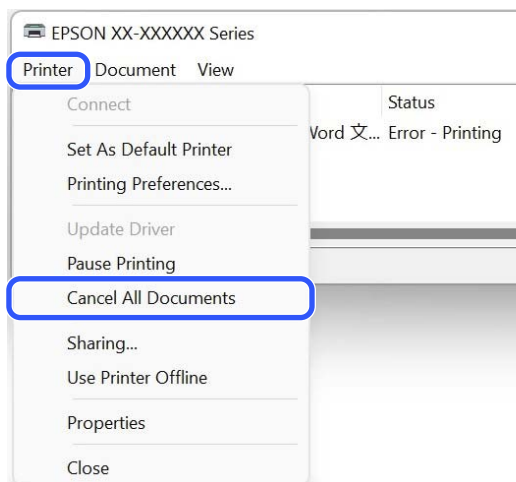 EPSON XX-XXXXXX Series
Printer Document View
Connect
Status
Word 文... Error - Printing
Set As Default Printer
Printing Preferences...
Update Driver
Pause Printing
Cancel All Documents
Sharing...
Use Printer Offline
Properties
Close